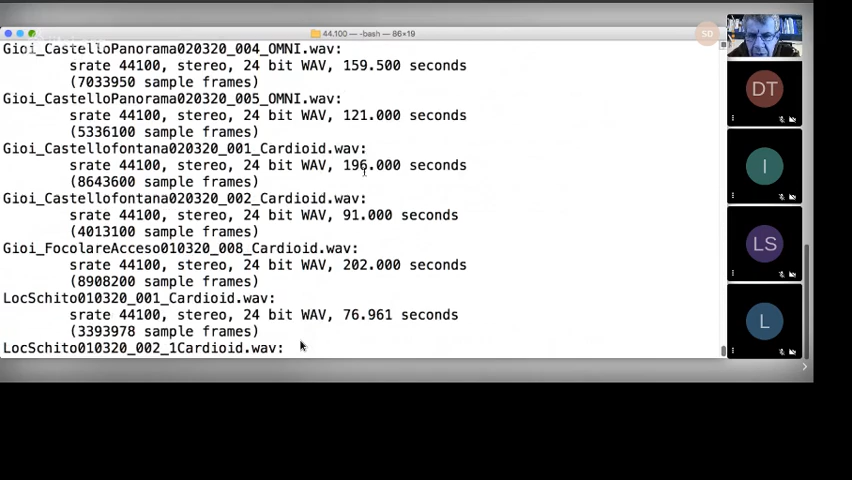 44.100 — -bash — 86×19
Gioi_CastelloPanorama020320_004_OMNI.wav:
srate 44100, stereo, 24 bit WAV, 159.500 seconds
(7033950 sample frames)
Gioi_CastelloPanorama020320_005_OMNI.wav:
srate 44100, stereo, 24 bit WAV, 121.000 seconds
(5336100 sample frames)
Gioi_Castellofontana020320_001_Cardioid.wav:
srate 44100, stereo, 24 bit WAV, 196.000 seconds
(8643600 sample frames)
Gioi_Castellofontana020320_002_Cardioid.wav:
srate 44100, stereo, 24 bit WAV, 91.000 seconds
(4013100 sample frames)
Gioi_FocolareAcceso010320_008_Cardioid.wav:
srate 44100, stereo, 24 bit WAV, 202.000 seconds
(8908200 sample frames)
LocSchito010320_001_Cardioid.wav:
srate 44100, stereo, 24 bit WAV, 76.961 seconds
(3393978 sample frames)
LocSchito010320_002_1Cardioid.wav:
SD
DT
I
LS
L